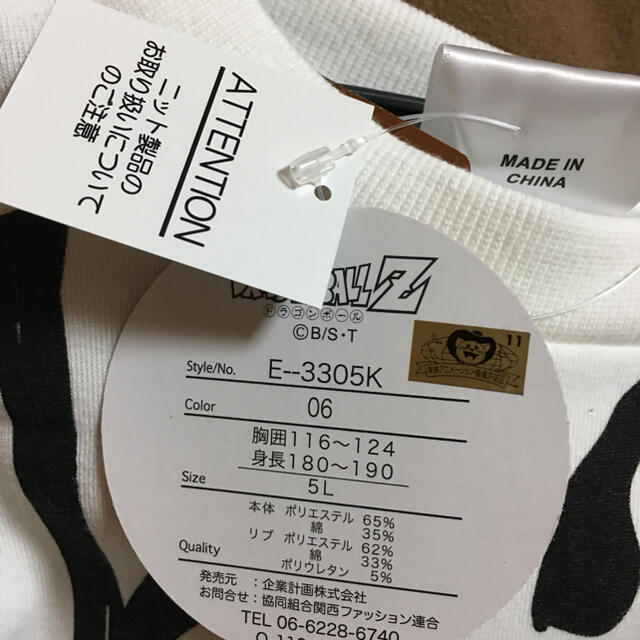 ATTENTION
ニット製品の
お取り扱いについて
のご注意
MADE IN
CHINA
BALL Z
ドラゴンボール
©B/S・T
11
Style/No. E--3305K
Color 06
胸囲116～124
身長180～190
Size 5L
本体 ポリエステル 65%
綿 35%
リブ ポリエステル 62%
綿 33%
Quality ポリウレタン 5%
発売元 ：企業計画株式会社
お問合せ：協同組合関西ファッション連合
TEL 06-6228-6740